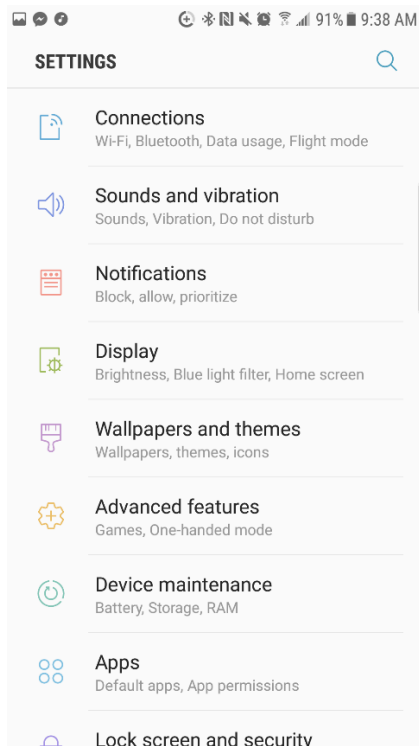 91% 9:38 AM
SETTINGS
Connections
Wi-Fi, Bluetooth, Data usage, Flight mode
Sounds and vibration
Sounds, Vibration, Do not disturb
Notifications
Block, allow, prioritize
Display
Brightness, Blue light filter, Home screen
Wallpapers and themes
Wallpapers, themes, icons
Advanced features
Games, One-handed mode
Device maintenance
Battery, Storage, RAM
Apps
Default apps, App permissions
Lock screen and security